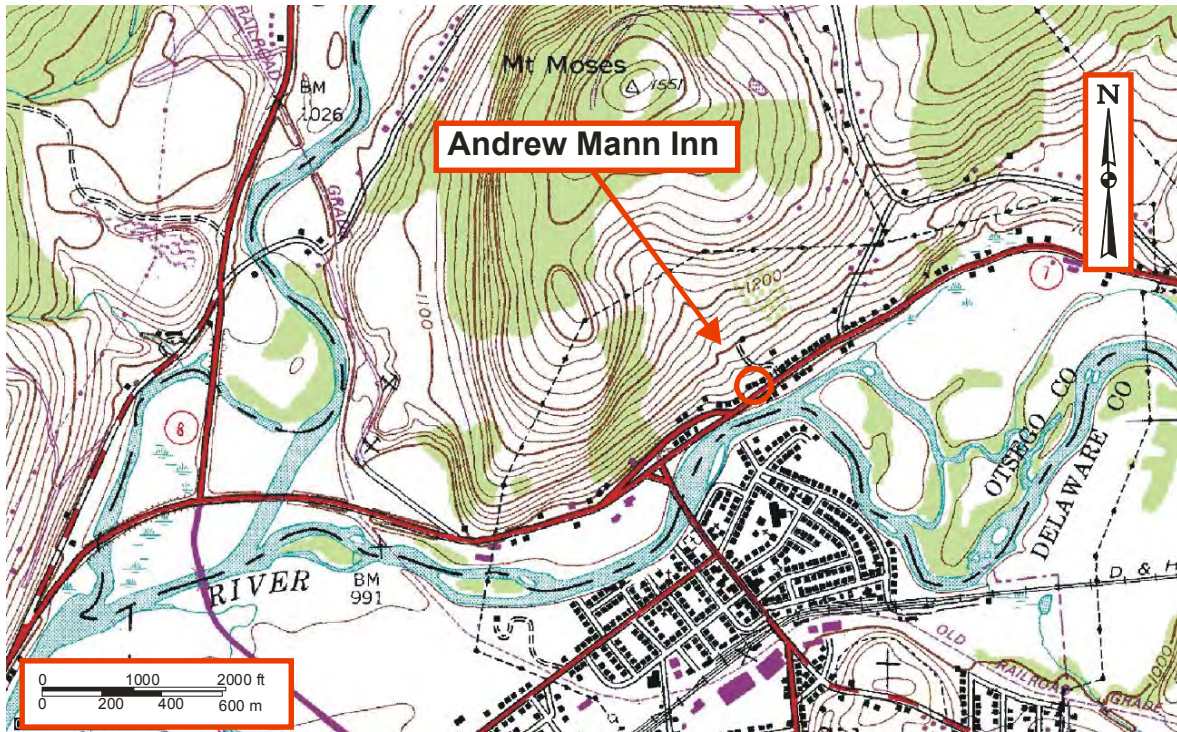 RAILROAD
GRADE
BM
1026
Mt Moses
1551
Andrew Mann Inn
N
1100
1200
7
8
OTSEGO CO
DELAWARE CO
RIVER
BM
991
D & H
OLD
RAILROAD
GRADE
1000
0 1000 2000 ft
0 200 400 600 m